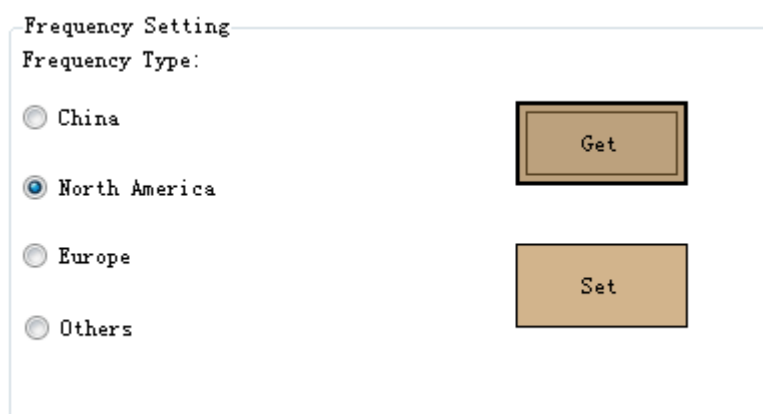 Frequency Setting
Frequency Type:
China
Get
North America
Europe
Set
Others